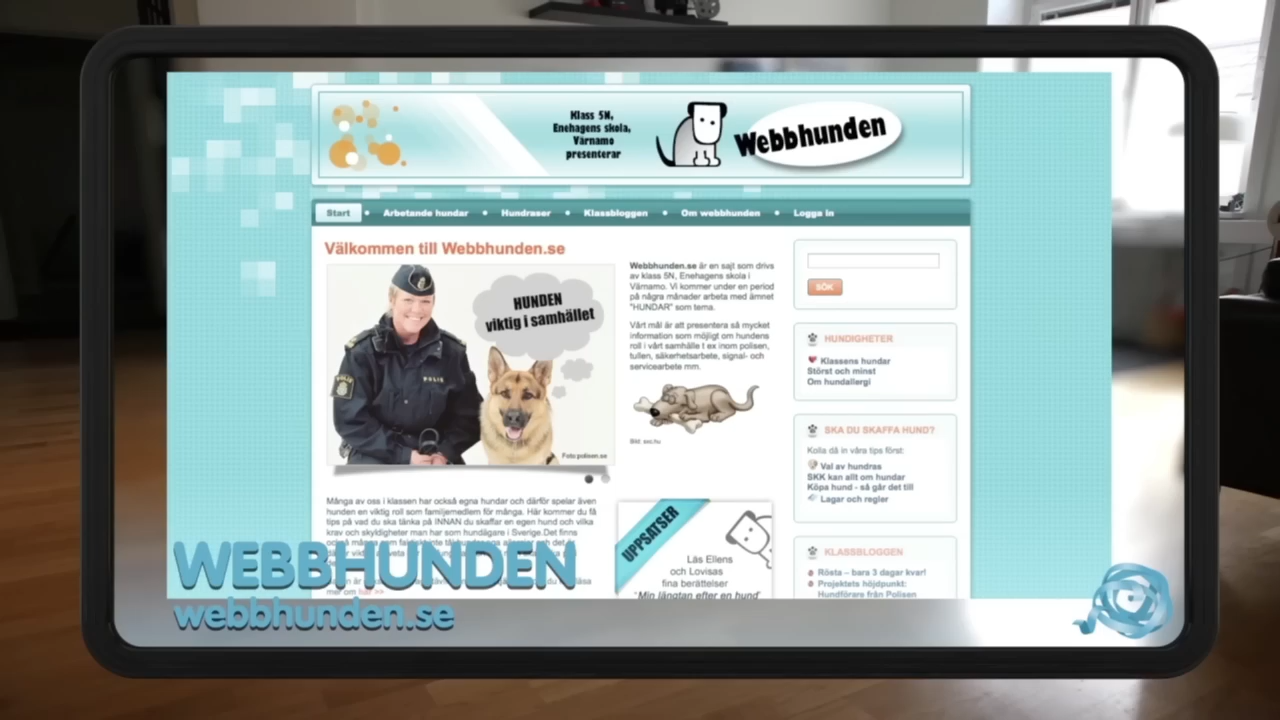 Klass 5N,
Enehagens skola,
Värnamo
presenterar
Webbhunden
Start
Arbetande hundar
Hundraser
Klassbloggen
Om webbhunden
Logga in
Välkommen till Webbhunden.se
HUNDEN
viktig i samhället
POLIS
POLIS
Foto:polisen.se
Webbhunden.se är en sajt som drivs
av klass 5N, Enehagens skola i
Värnamo. Vi kommer under en period
på några månader arbeta med ämnet
"HUNDAR" som tema.
Vårt mål är att presentera så mycket
information som möjligt om hundens
roll i vårt samhälle t ex inom polisen,
tullen, säkerhetsarbete, signal- och
servicearbete mm.
Bild: svc.hu
SÖK
HUNDIGHETER
Klassens hundar
Störst och minst
Om hundallergi
SKA DU SKAFFA HUND?
Kolla då in våra tips först:
Val av hundras
SKK kan allt om hundar
Köpa hund - så går det till
Lagar och regler
KLASSBLOGGEN
Rösta – bara 3 dagar kvar!
Projektets höjdpunkt:
Hundförare från Polisen
Många av oss i klassen har också egna hundar och därför spelar även
hunden en viktig roll som familjemedlem för många. Här kommer du få
tips på vad du ska tänka på INNAN du skaffar en egen hund och vilka
krav och skyldigheter man har som hundägare i Sverige.Det finns
mer om här >>
UPPSATSER
Läs Ellens
och Lovisas
fina berättelser
"Min längtan efter en hund"
WEBBHUNDEN
webbhunden.se